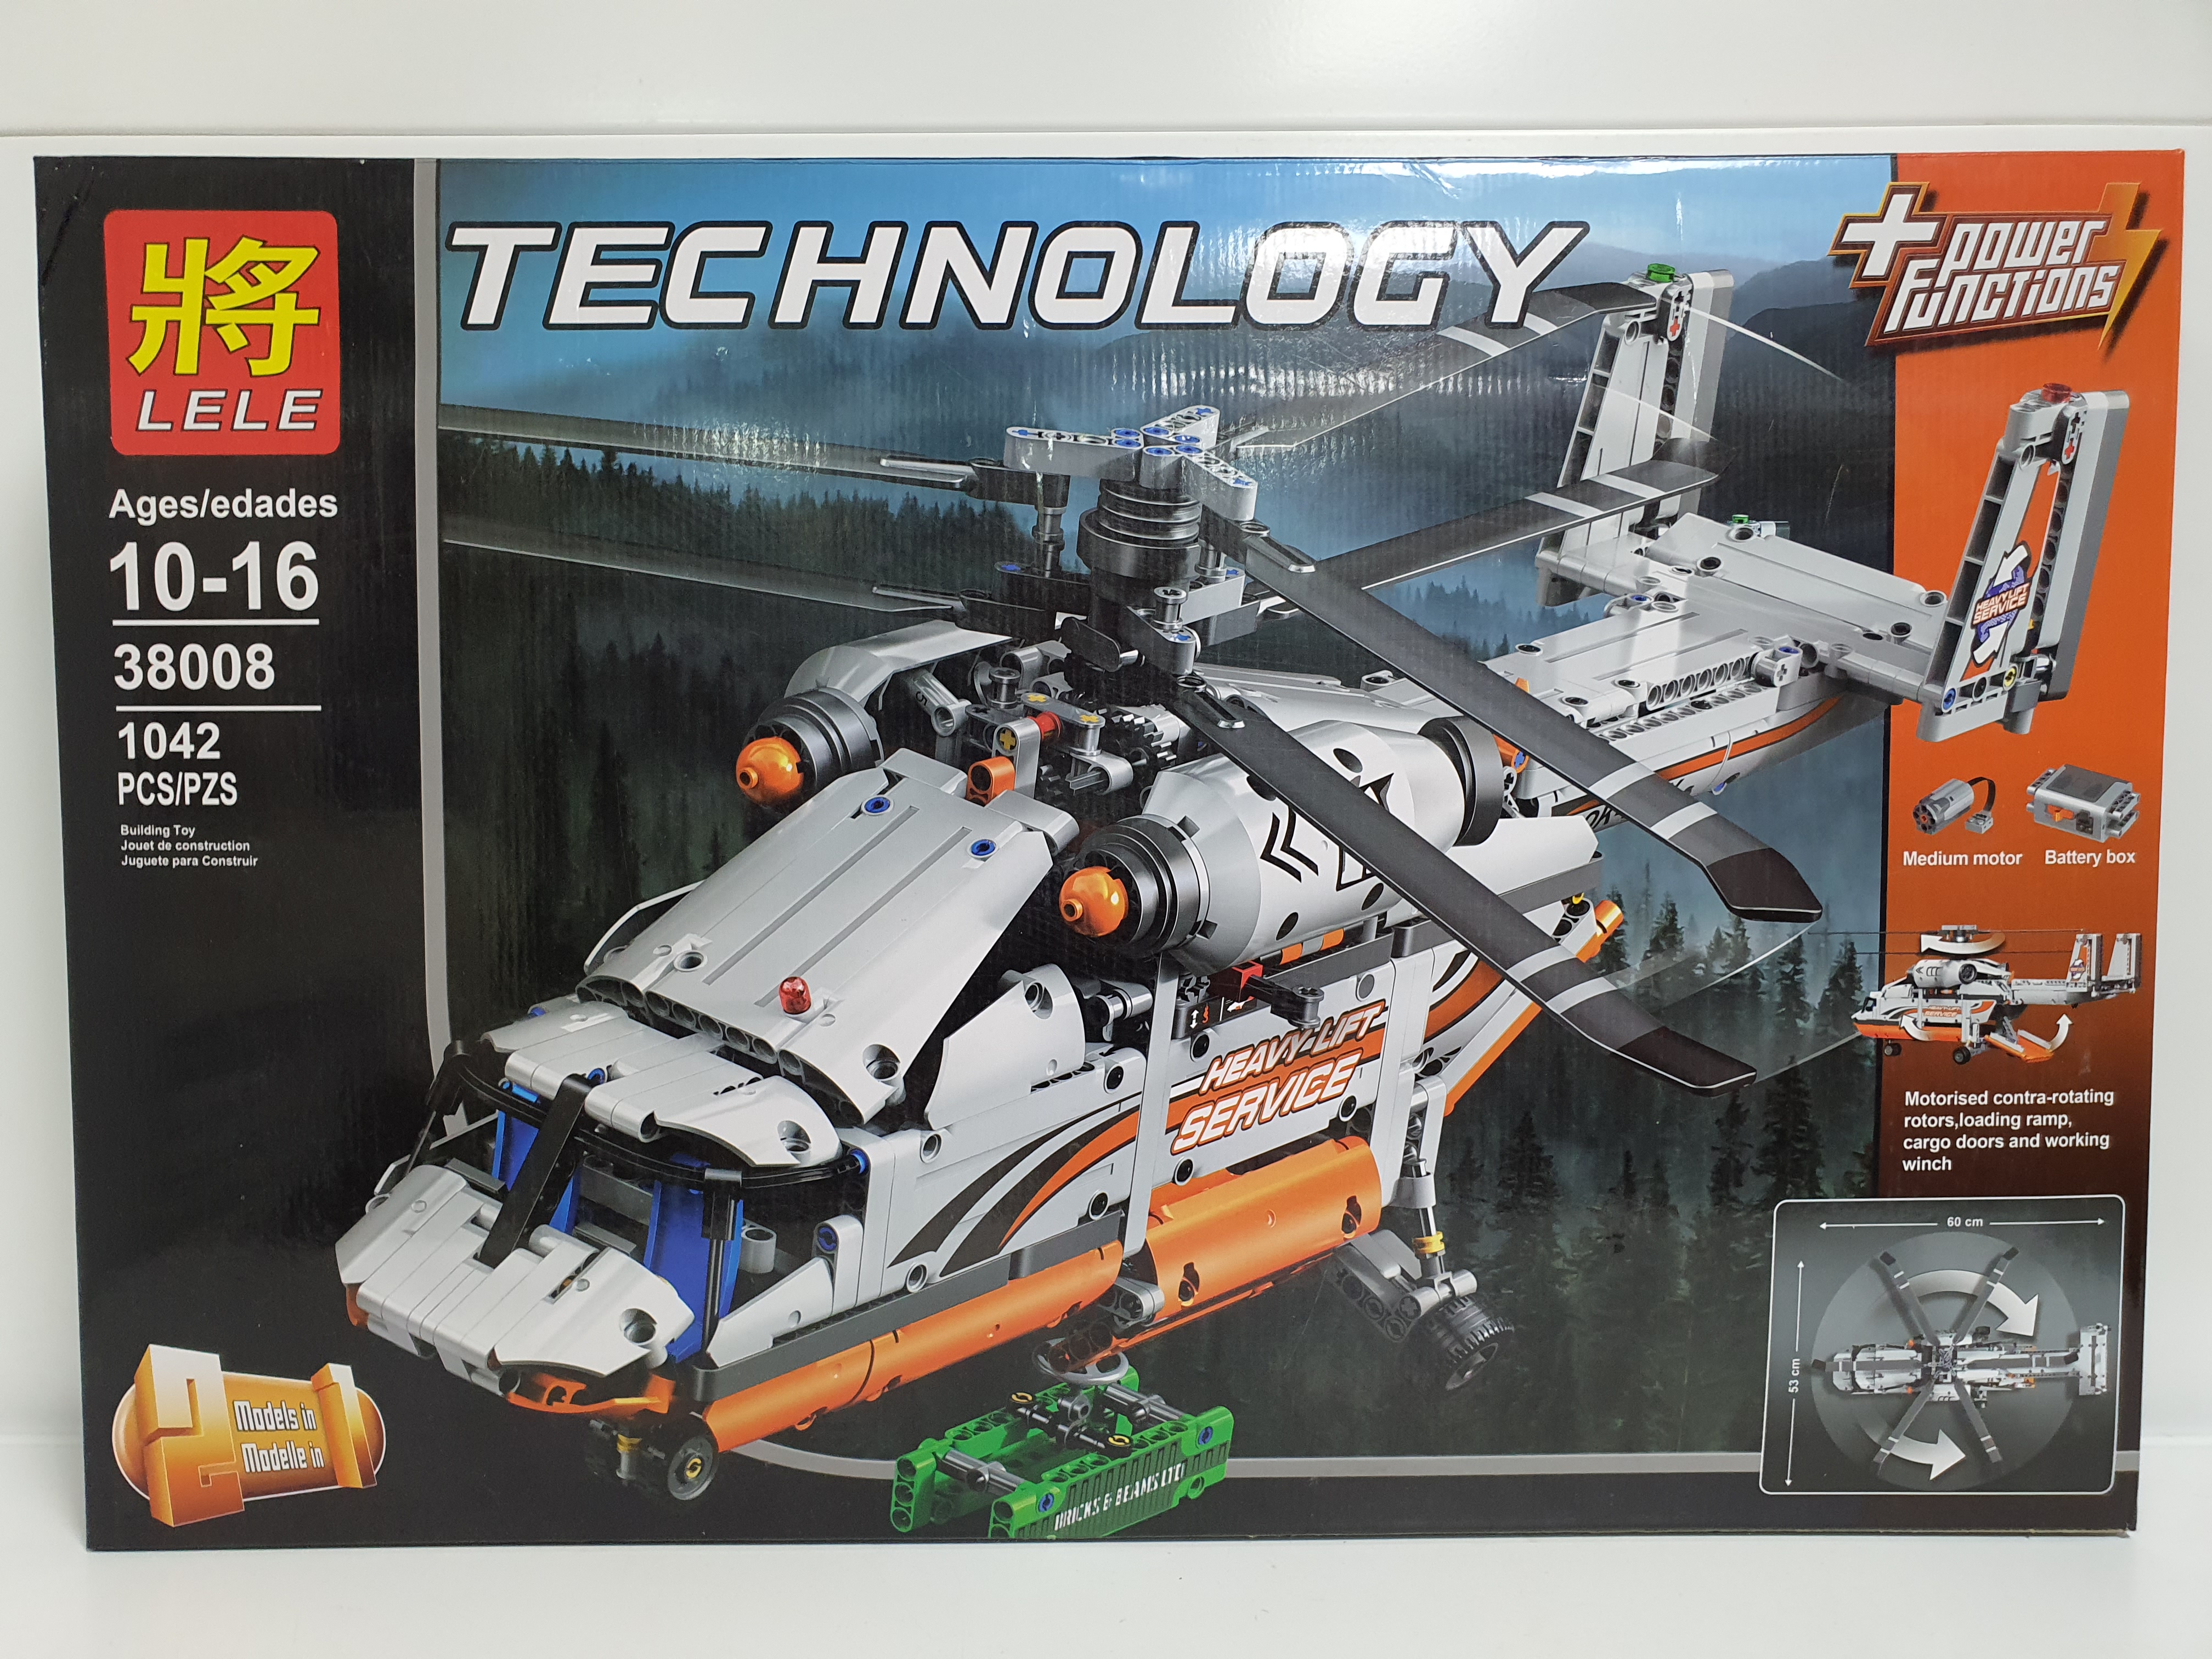 將
LELE
Ages/edades
10-16
38008
1042
PCS/PZS
Building Toy
Jouet de construction
Juguete para Construir
TECHNOLOGY
+power
Functions
HEAVY-LIFT
SERVICE
HEAVY-LIFT
SERVICE
Medium motor
Battery box
Motorised contra-rotating
rotors,loading ramp,
cargo doors and working
winch
60 cm
53 cm
2 Models in 1
Modelle in
BRICKS & BEAMS LTD